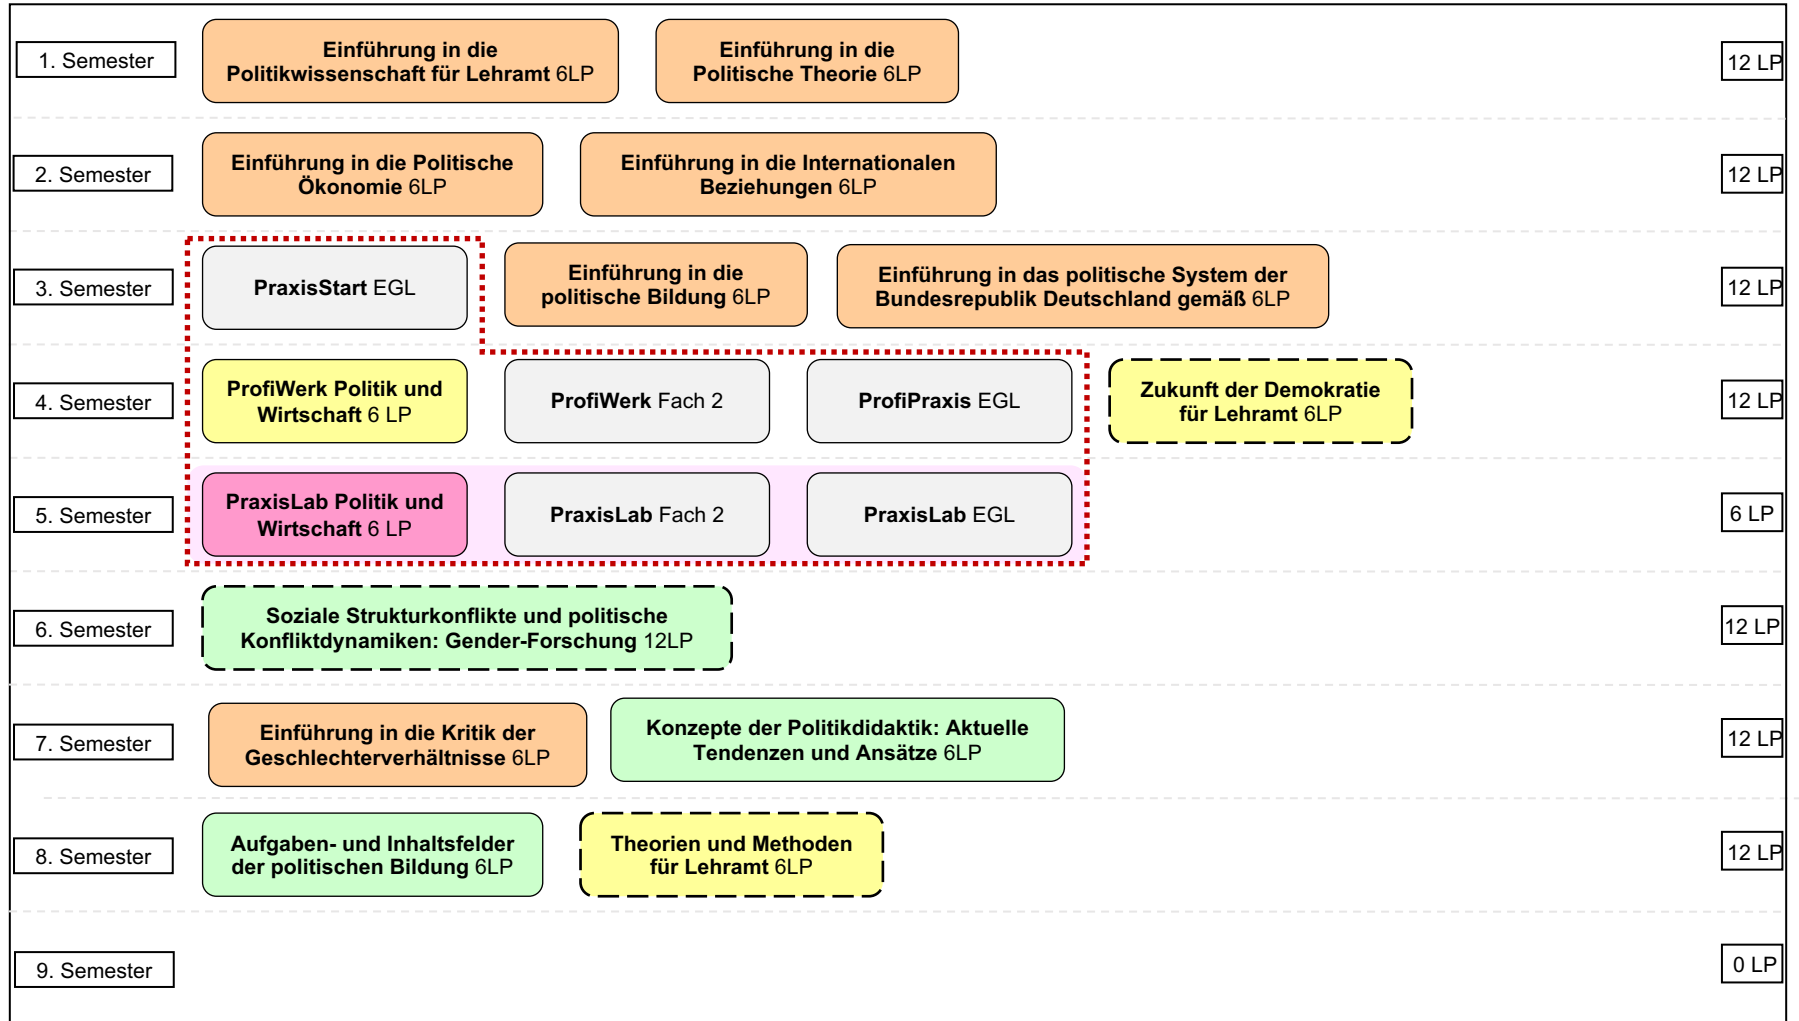 1. Semester
Einführung in die
Politikwissenschaft für Lehramt 6LP
Einführung in die
Politische Theorie 6LP
12 LP
2. Semester
Einführung in die Politische
Ökonomie 6LP
Einführung in die Internationalen
Beziehungen 6LP
12 LP
3. Semester
PraxisStart EGL
Einführung in die
politische Bildung 6LP
Einführung in das politische System der
Bundesrepublik Deutschland gemäß 6LP
12 LP
4. Semester
ProfiWerk Politik und
Wirtschaft 6 LP
ProfiWerk Fach 2
ProfiPraxis EGL
Zukunft der Demokratie
für Lehramt 6LP
12 LP
5. Semester
PraxisLab Politik und
Wirtschaft 6 LP
PraxisLab Fach 2
PraxisLab EGL
6 LP
6. Semester
Soziale Strukturkonflikte und politische
Konfliktdynamiken: Gender-Forschung 12LP
12 LP
7. Semester
Einführung in die Kritik der
Geschlechterverhältnisse 6LP
Konzepte der Politikdidaktik: Aktuelle
Tendenzen und Ansätze 6LP
12 LP
8. Semester
Aufgaben- und Inhaltsfelder
der politischen Bildung 6LP
Theorien und Methoden
für Lehramt 6LP
12 LP
9. Semester
0 LP